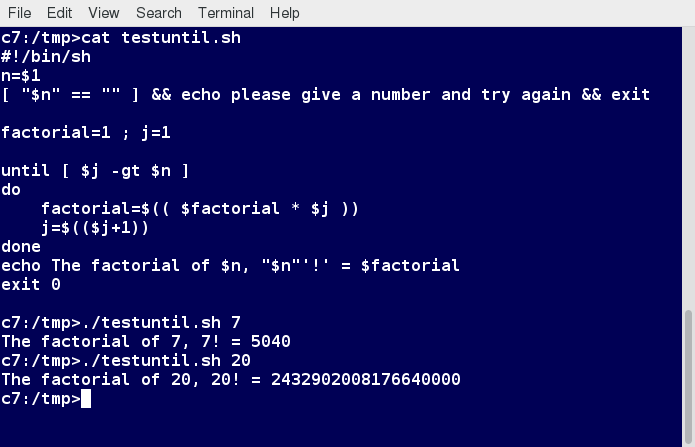 File Edit View Search Terminal Help
c7:/tmp>cat testuntil.sh
#!/bin/sh
n=$1
[ "$n" == "" ] && echo please give a number and try again && exit
factorial=1 ; j=1
until [ $j -gt $n ]
do
    factorial=$(( $factorial * $j ))
    j=$(($j+1))
done
echo The factorial of $n, "$n"'!' = $factorial
exit 0
c7:/tmp>./testuntil.sh 7
The factorial of 7, 7! = 5040
c7:/tmp>./testuntil.sh 20
The factorial of 20, 20! = 2432902008176640000
c7:/tmp>